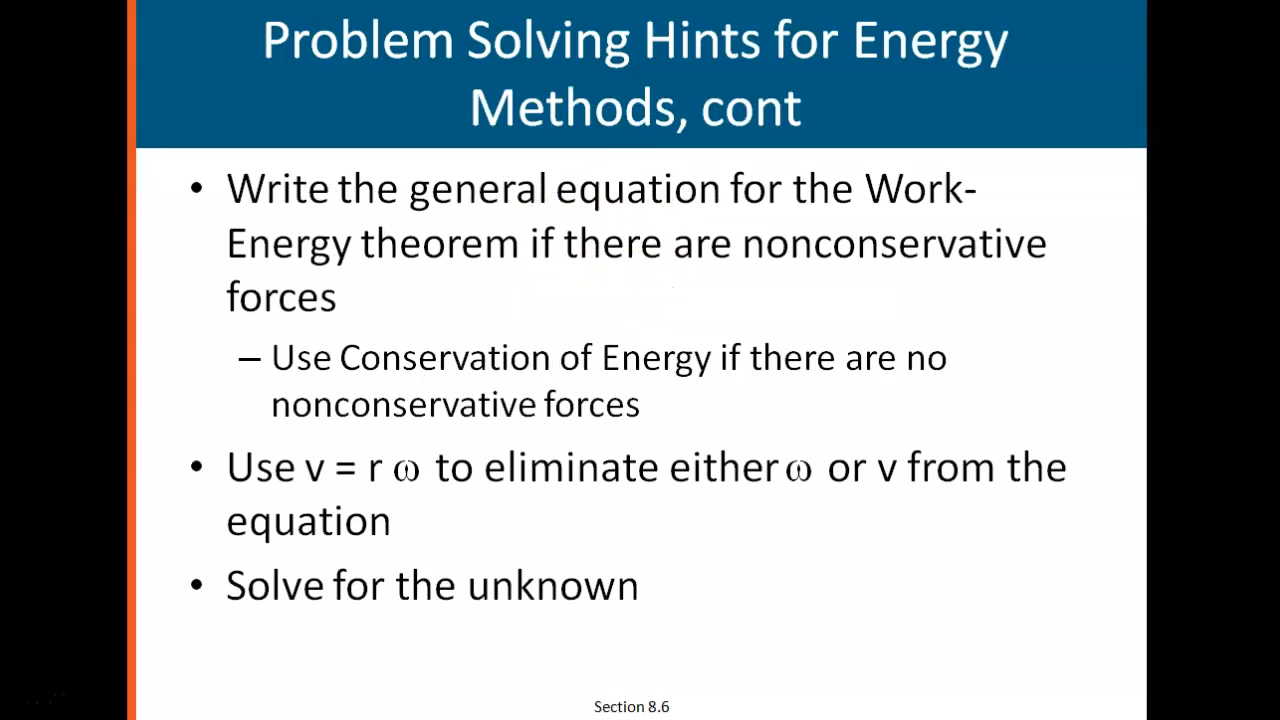 Problem Solving Hints for Energy
Methods, cont
• Write the general equation for the Work-
Energy theorem if there are nonconservative
forces
– Use Conservation of Energy if there are no
nonconservative forces
• Use v = r ω to eliminate either ω or v from the
equation
• Solve for the unknown
Section 8.6